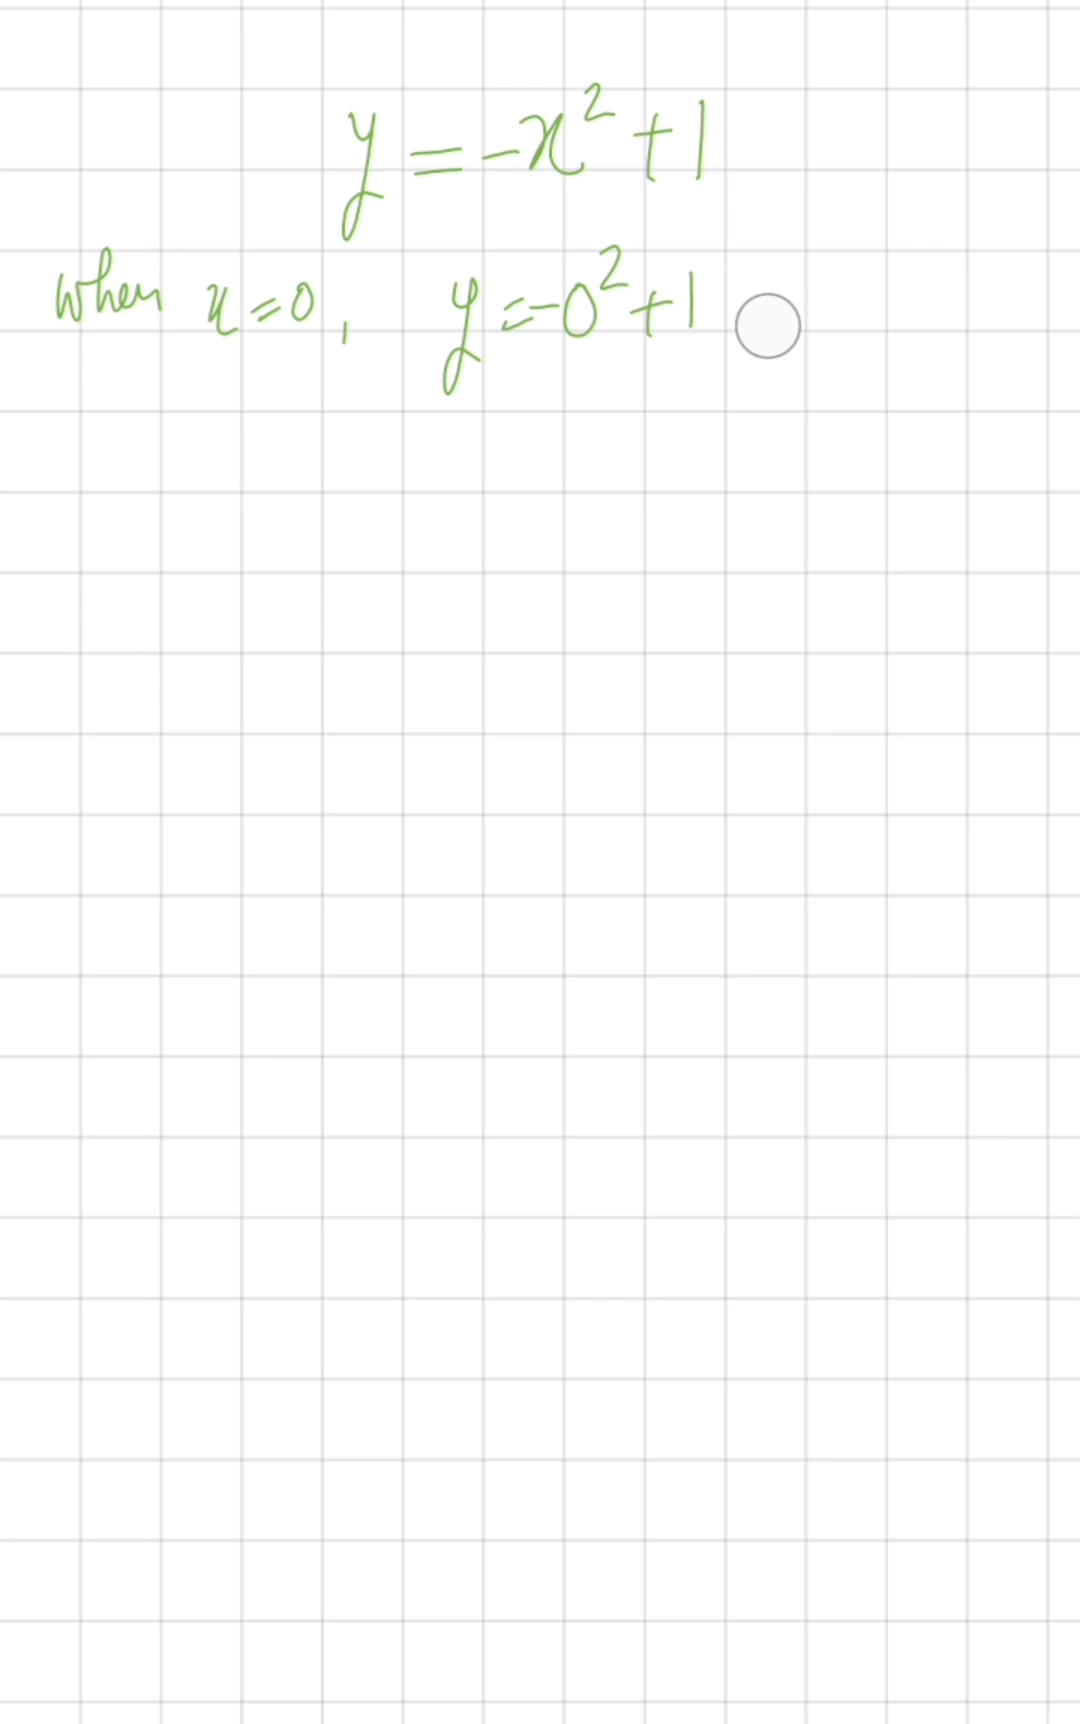 y = -x² + 1
when x = 0, y = -0² + 1